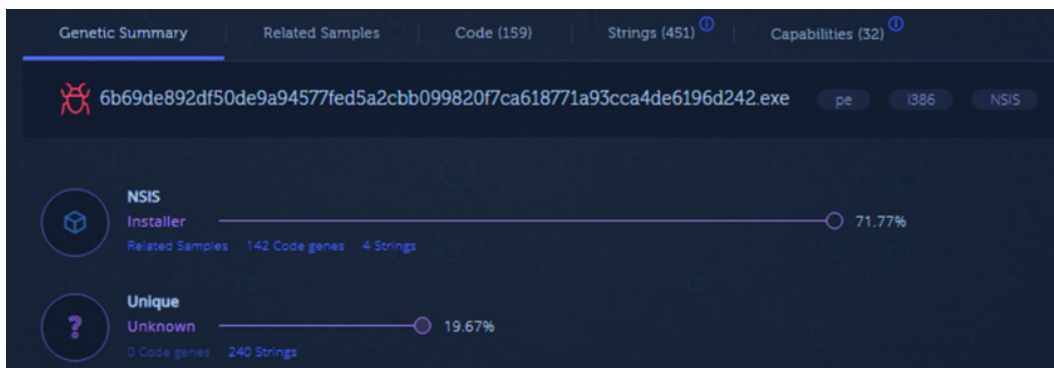 Genetic Summary Related Samples Code (159) Strings (451) Capabilities (32)
6b69de892df50de9a94577fed5a2cbb099820f7ca618771a93cca4de6196d242.exe pe i386 NSIS
NSIS
Installer 71.77%
Related Samples 142 Code genes 4 Strings
Unique
Unknown 19.67%
0 Code genes 240 Strings